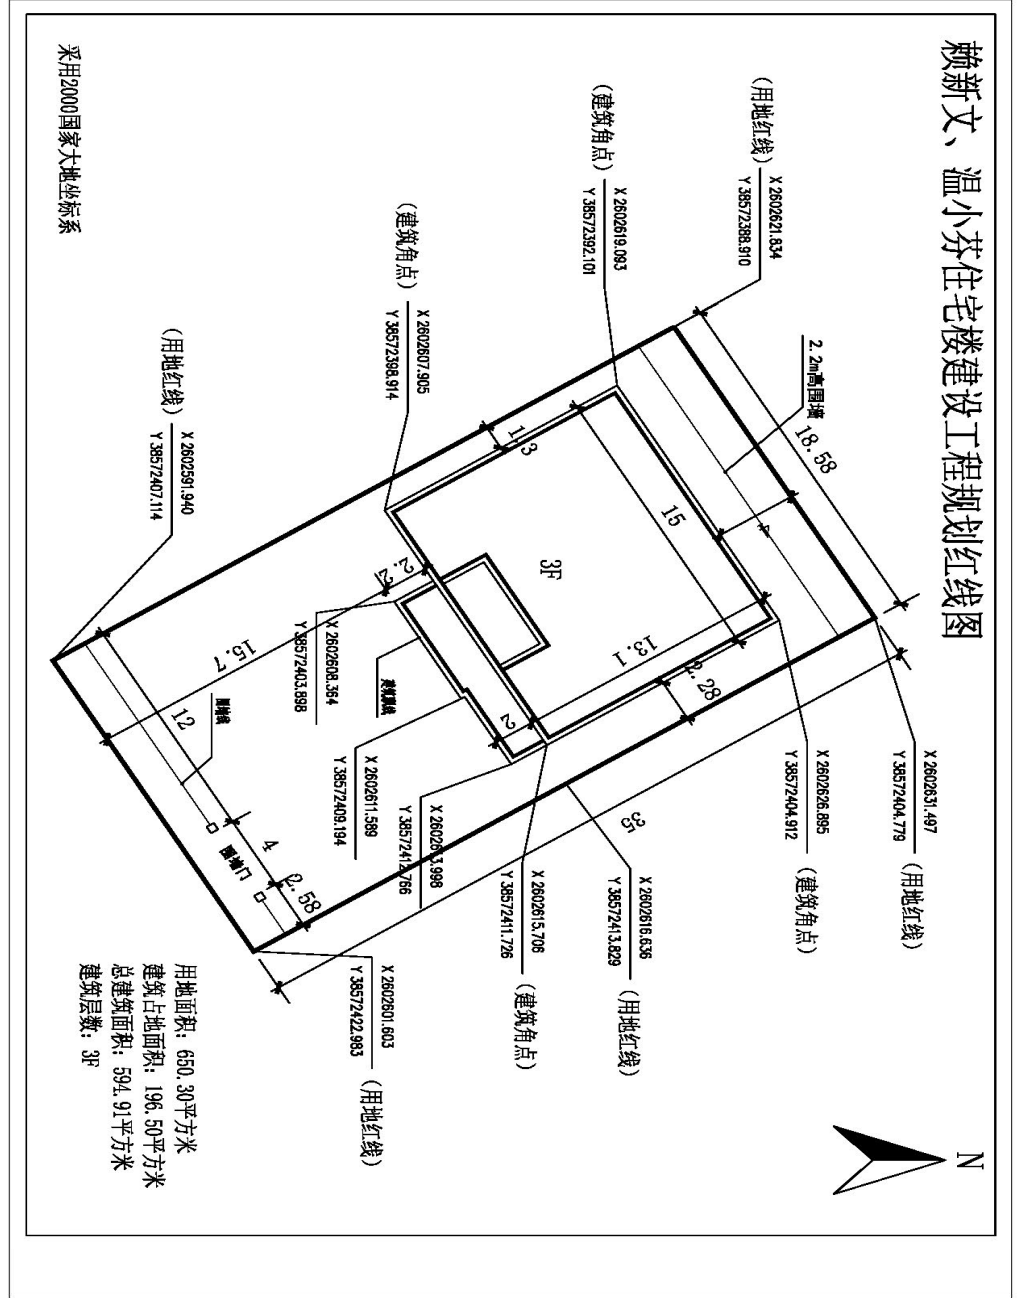 赖新文、温小芬住宅楼建设工程规划红线图
N
(用地红线)
X 2602621.834
Y 38572388.910
(建筑角点)
X 2602619.093
Y 38572392.101
(建筑角点)
X 2602607.905
Y 38572398.914
(用地红线)
X 2602591.940
Y 38572407.114
2.2m高围墙
18.58
4
1.3
15
3F
13.1
2.28
2.2
2
15.7
12
4
2.58
35
围墙线
围墙门
X 2602608.364
Y 38572403.898
X 2602611.589
Y 38572409.194
Y 38572412.766
X 2602631.497
Y 38572404.779
(用地红线)
X 2602626.895
Y 38572404.912
(建筑角点)
X 2602616.636
Y 38572413.829
(用地红线)
X 2602615.706
Y 38572411.726
(建筑角点)
X 2602601.603
Y 38572422.983
(用地红线)
采用2000国家大地坐标系
用地面积: 650.30平方米
建筑占地面积: 196.50平方米
总建筑面积: 594.91平方米
建筑层数: 3F